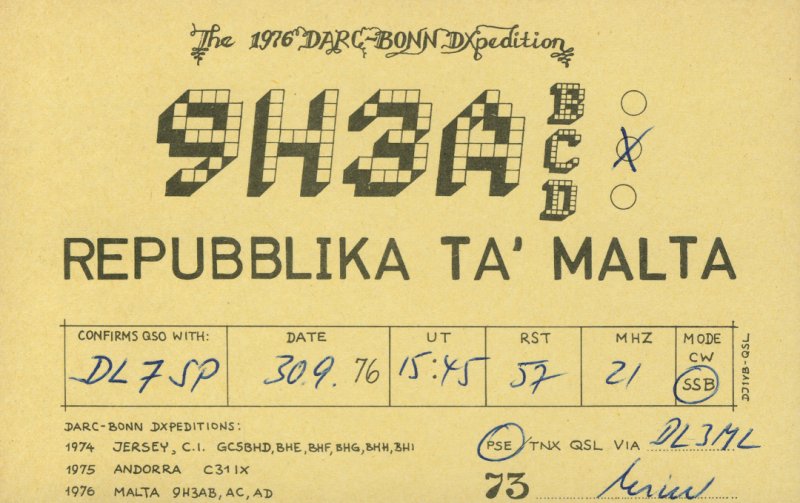 The 1976 DARC-BONN DXpedition
9H3A B
C X
D
REPUBBLIKA TA' MALTA
CONFIRMS QSO WITH: DATE UT RST MHZ MODE
CW
DL7SP 30.9. 76 15:45 57 21 SSB
DJ1YB-QSL
DARC-BONN DXPEDITIONS:
1974 JERSEY, C.I. GC5BHD, BHE, BHF, BHG, BHH, BHI
1975 ANDORRA C31IX
1976 MALTA 9H3AB, AC, AD
PSE TNX QSL VIA DL3ML
73